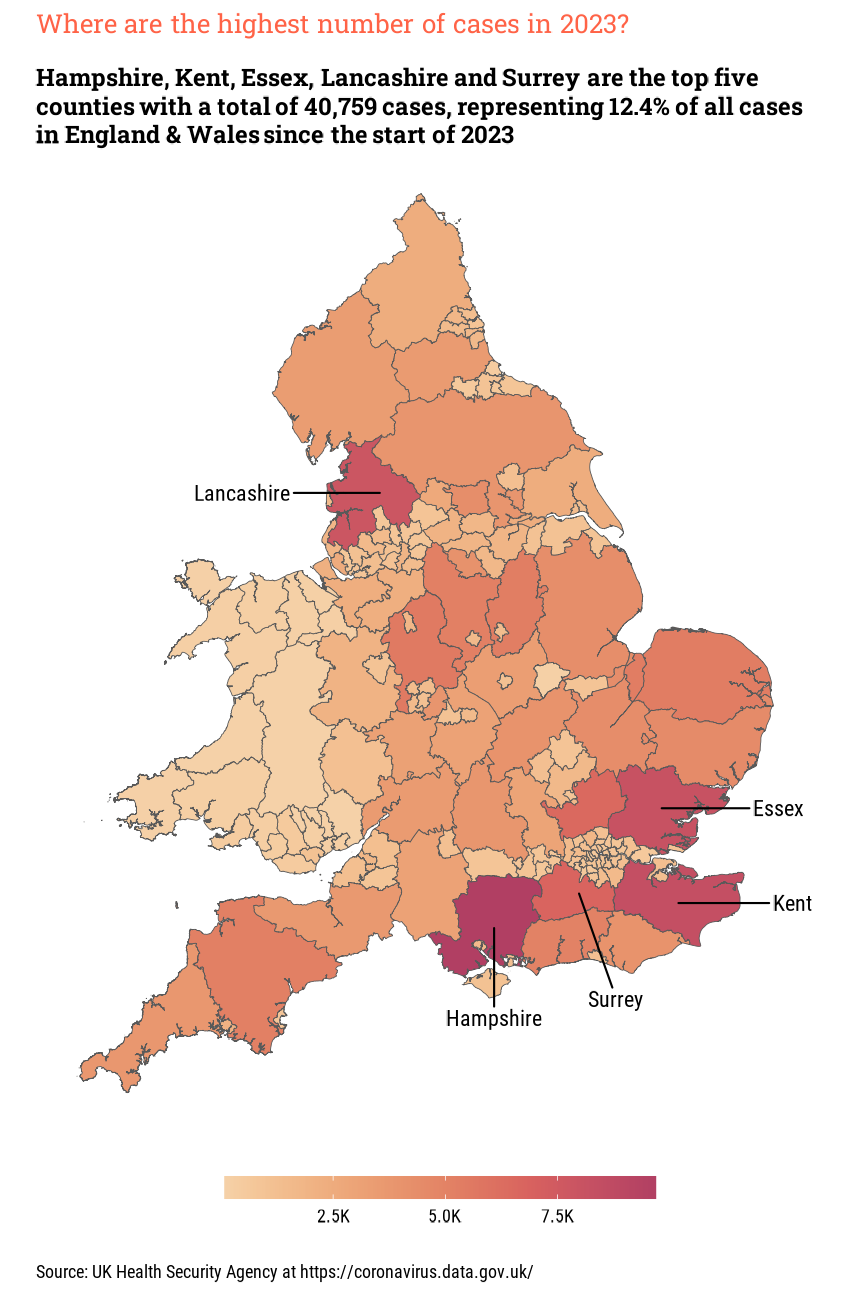 Where are the highest number of cases in 2023?
Hampshire, Kent, Essex, Lancashire and Surrey are the top five
counties with a total of 40,759 cases, representing 12.4% of all cases
in England & Wales since the start of 2023
Lancashire
Essex
Kent
Surrey
Hampshire
2.5K 5.0K 7.5K
Source: UK Health Security Agency at https://coronavirus.data.gov.uk/